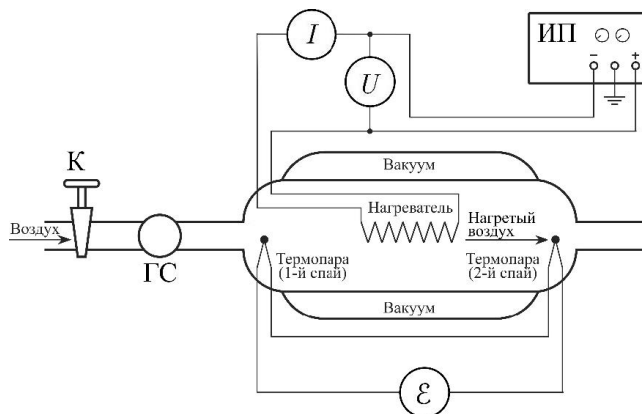 I
ИП
− +
U
К
Вакуум
Нагреватель
Воздух
Нагретый
воздух
ГС
Термопара
(1-й спай)
Термопара
(2-й спай)
Вакуум
ℰ